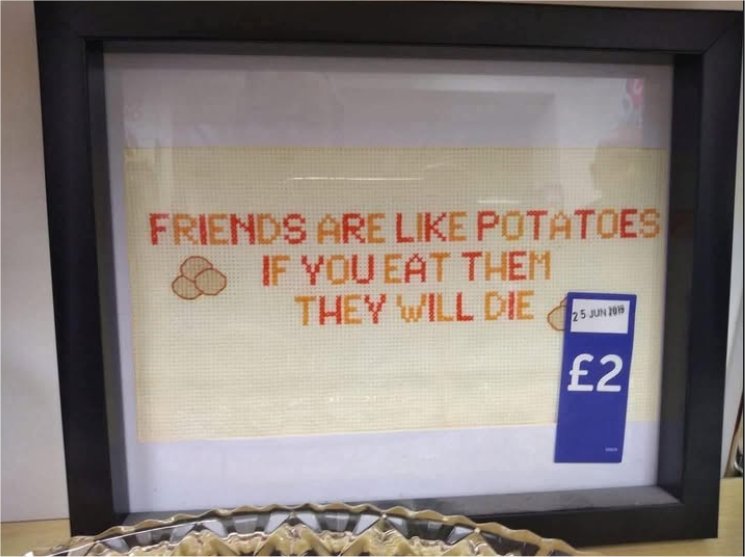 FRIENDS ARE LIKE POTATOES
IF YOU EAT THEM
THEY WILL DIE
25 JUN 2019
£2